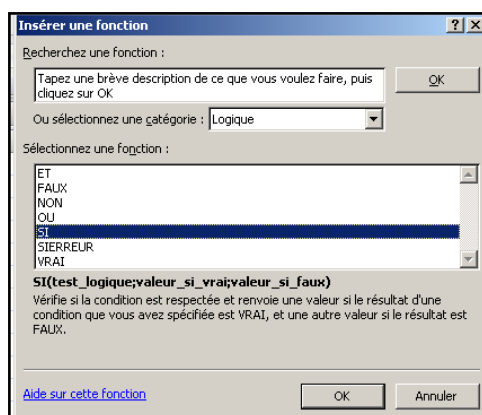 Insérer une fonction
Recherchez une fonction :
Tapez une brève description de ce que vous voulez faire, puis
cliquez sur OK
OK
Ou sélectionnez une catégorie : Logique
Sélectionnez une fonction :
ET
FAUX
NON
OU
SI
SIERREUR
VRAI
SI(test_logique;valeur_si_vrai;valeur_si_faux)
Vérifie si la condition est respectée et renvoie une valeur si le résultat d'une
condition que vous avez spécifiée est VRAI, et une autre valeur si le résultat est
FAUX.
Aide sur cette fonction
OK
Annuler